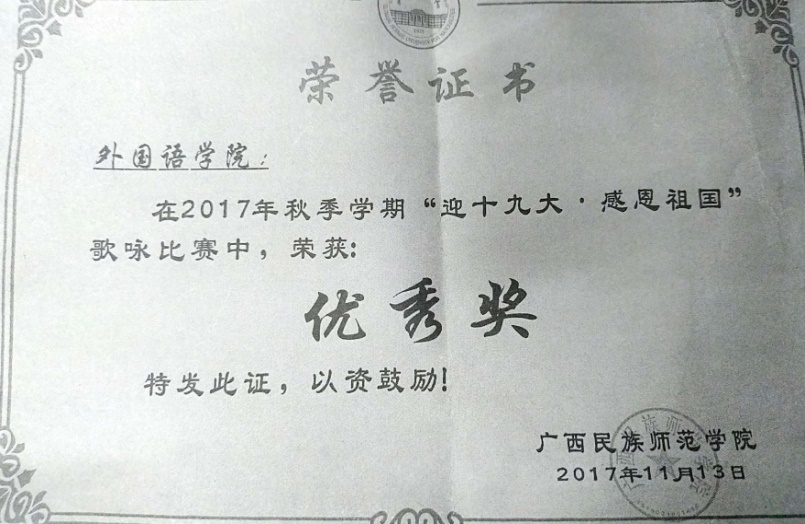 荣誉证书
外国语学院:
在2017年秋季学期“迎十九大·感恩祖国”
歌咏比赛中，荣获:
优秀奖
特发此证，以资鼓励!
广西民族师范学院
2017年11月13日